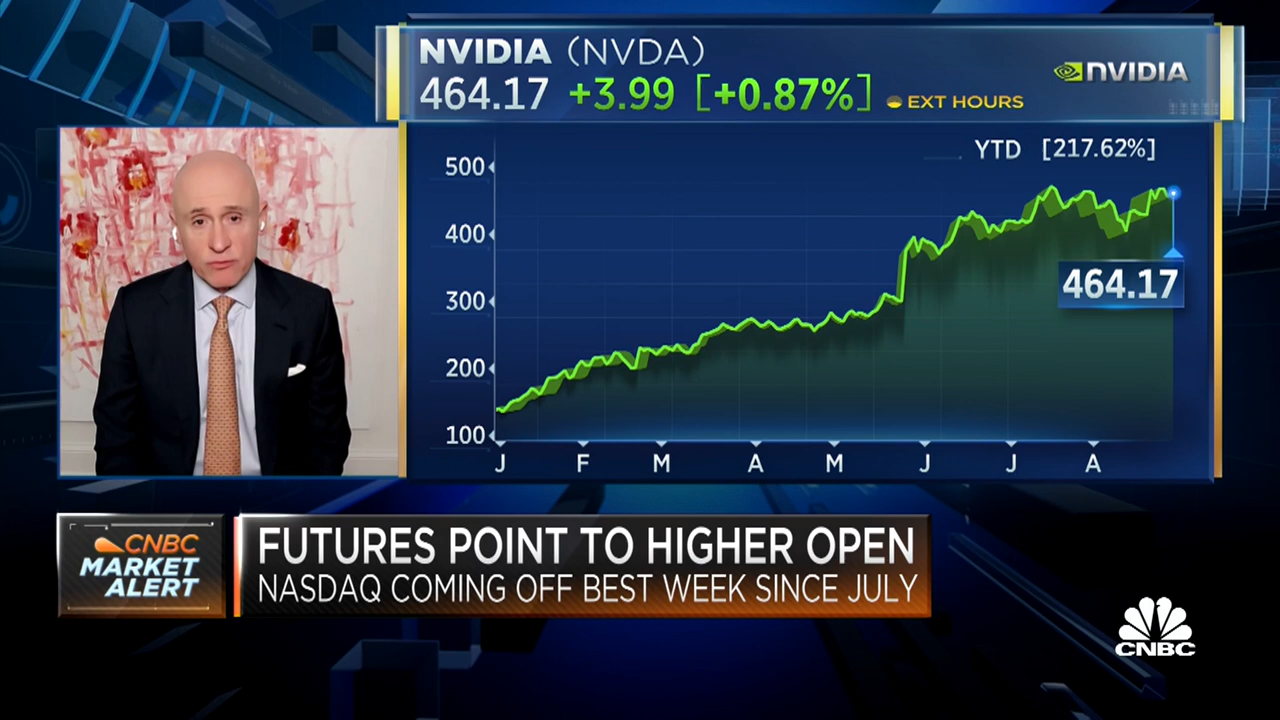 NVIDIA (NVDA)
464.17 +3.99 [+0.87%] EXT HOURS
NVIDIA
YTD [217.62%]
500
400
300
200
100
464.17
J F M A M J J A
CNBC
MARKET
ALERT
FUTURES POINT TO HIGHER OPEN
NASDAQ COMING OFF BEST WEEK SINCE JULY
CNBC